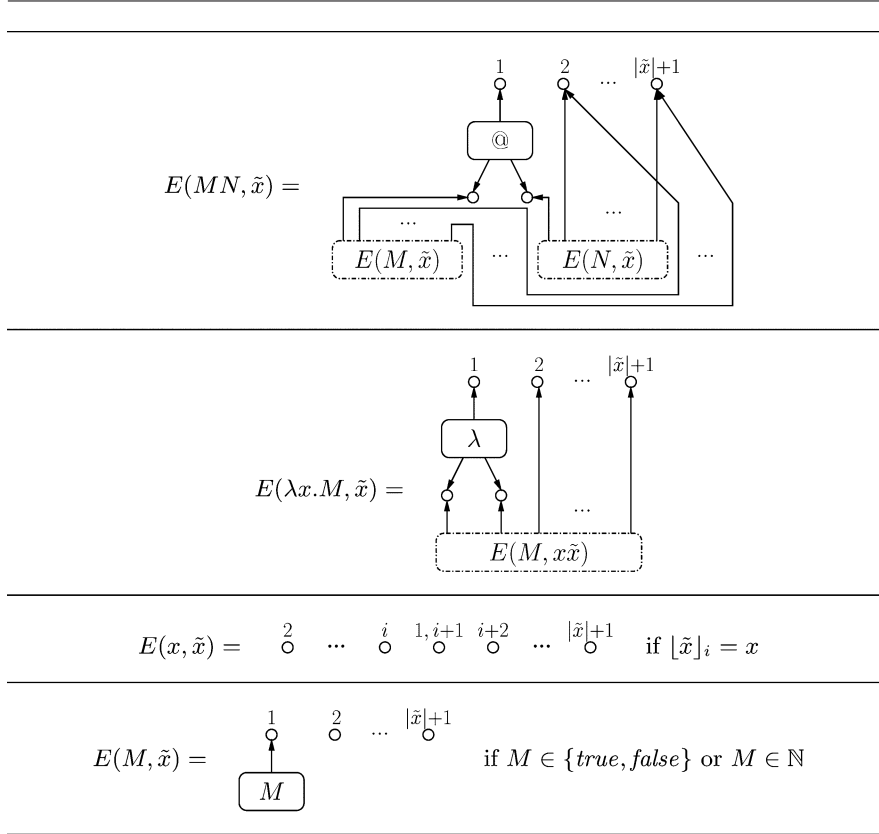 1 2 ... |x̃|+1
@
E(MN, x̃) =
... ...
E(M, x̃) ... E(N, x̃) ...
1 2 ... |x̃|+1
λ
E(λx.M, x̃) =
...
E(M, xx̃)
E(x, x̃) = 2 ... i 1, i+1 i+2 ... |x̃|+1 if ⌊x̃⌋ᵢ = x
1 2 ... |x̃|+1
E(M, x̃) = if M ∈ {true, false} or M ∈ ℕ
M